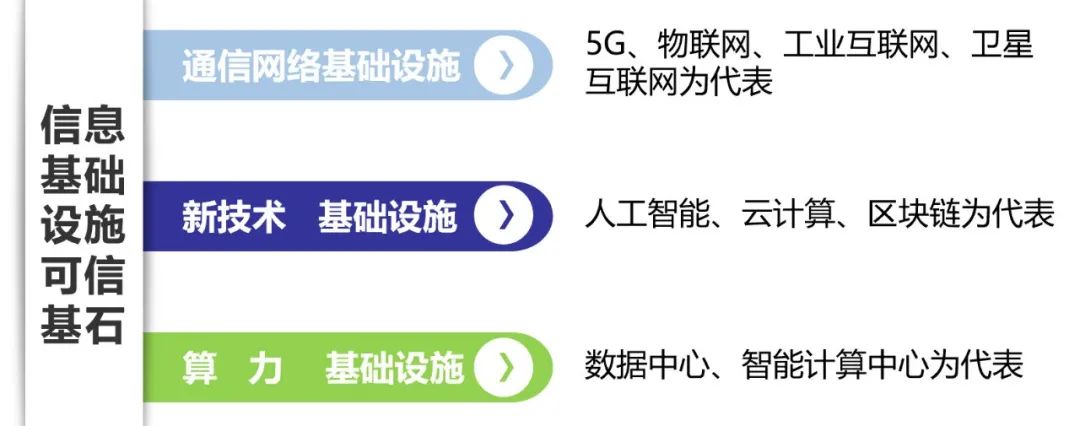 信息
基础
设施
可信
基石
通信网络基础设施
5G、物联网、工业互联网、卫星
互联网为代表
新技术 基础设施
人工智能、云计算、区块链为代表
算 力 基础设施
数据中心、智能计算中心为代表